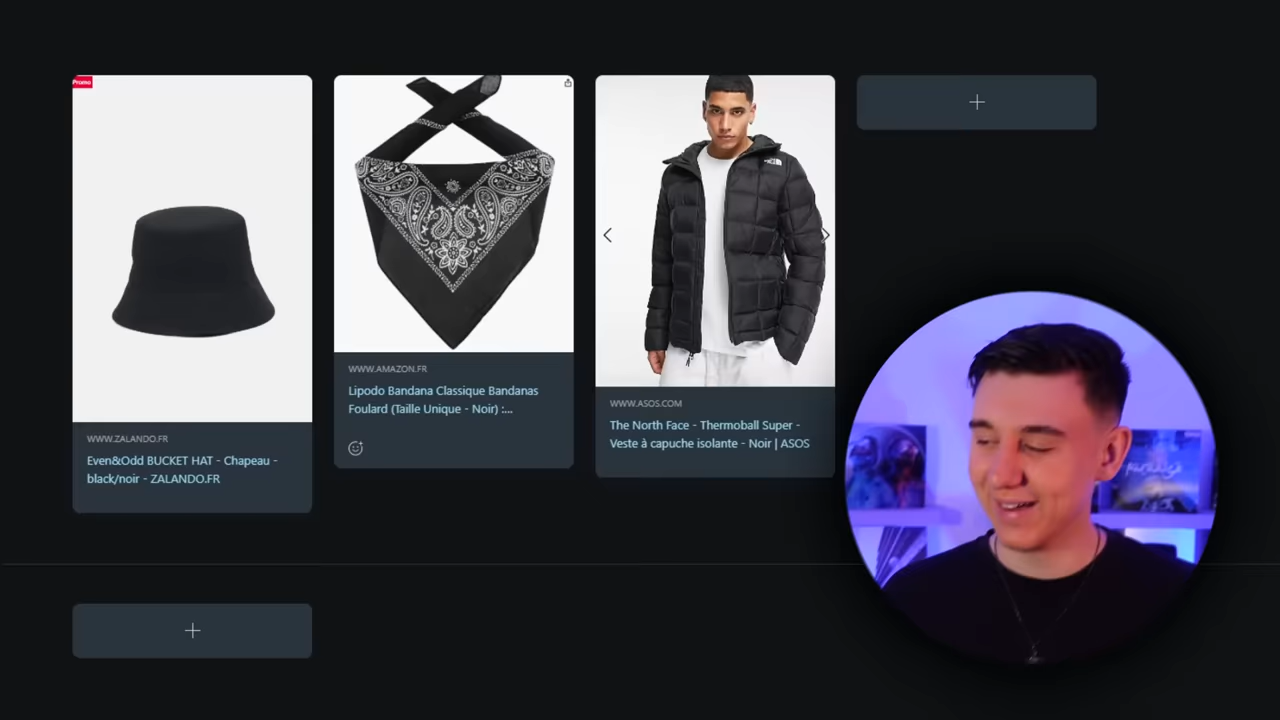 Promo
WWW.ZALANDO.FR
Even&Odd BUCKET HAT - Chapeau -
black/noir - ZALANDO.FR
WWW.AMAZON.FR
Lipodo Bandana Classique Bandanas
Foulard (Taille Unique - Noir) :...
WWW.ASOS.COM
The North Face - Thermoball Super -
Veste à capuche isolante - Noir | ASOS